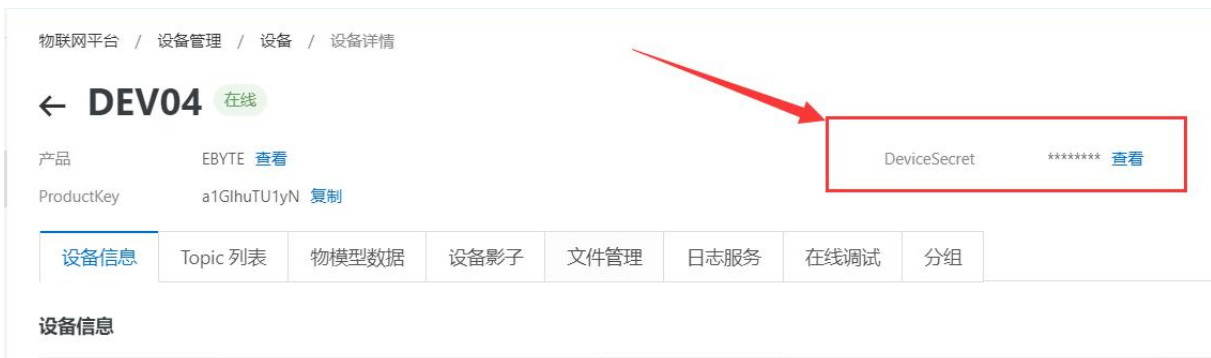 物联网平台 / 设备管理 / 设备 / 设备详情
← DEV04 在线
产品 EBYTE 查看 DeviceSecret ******** 查看
ProductKey a1GIhuTU1yN 复制
设备信息 Topic 列表 物模型数据 设备影子 文件管理 日志服务 在线调试 分组
设备信息